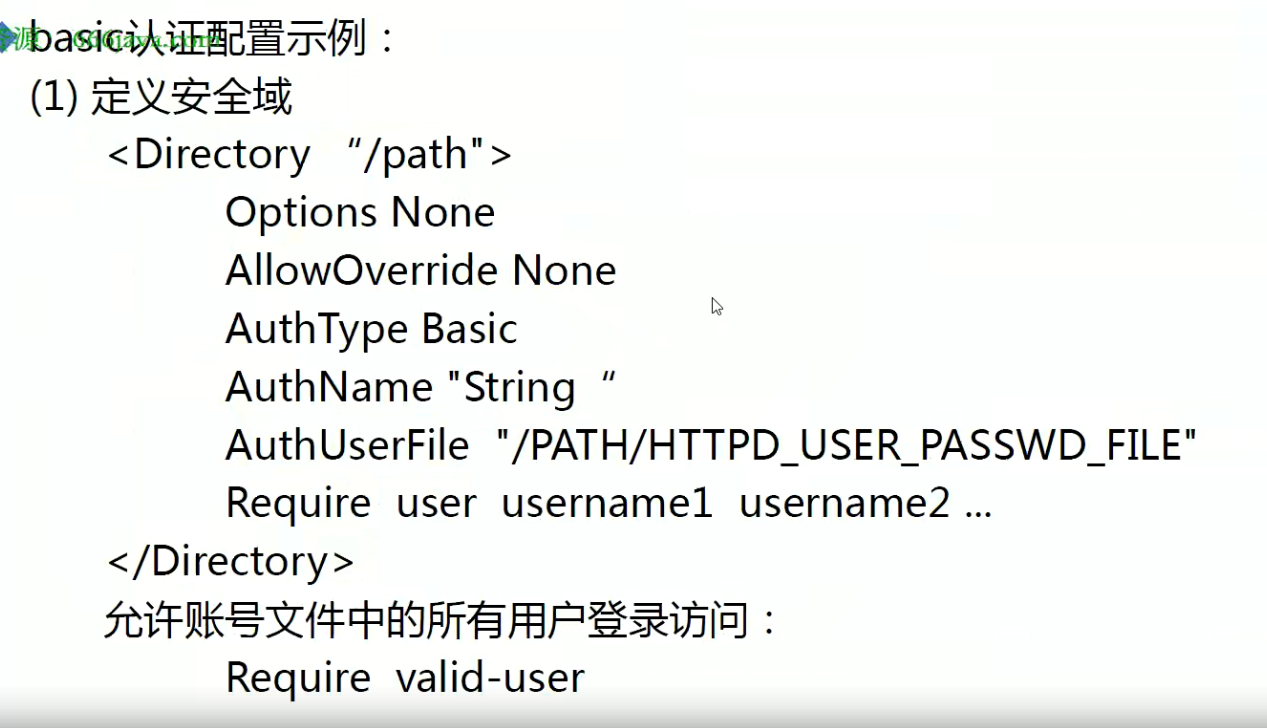 basic认证配置示例：
(1) 定义安全域
<Directory “/path">
Options None
AllowOverride None
AuthType Basic
AuthName "String “
AuthUserFile "/PATH/HTTPD_USER_PASSWD_FILE"
Require user username1 username2 ...
</Directory>
允许账号文件中的所有用户登录访问：
Require valid-user